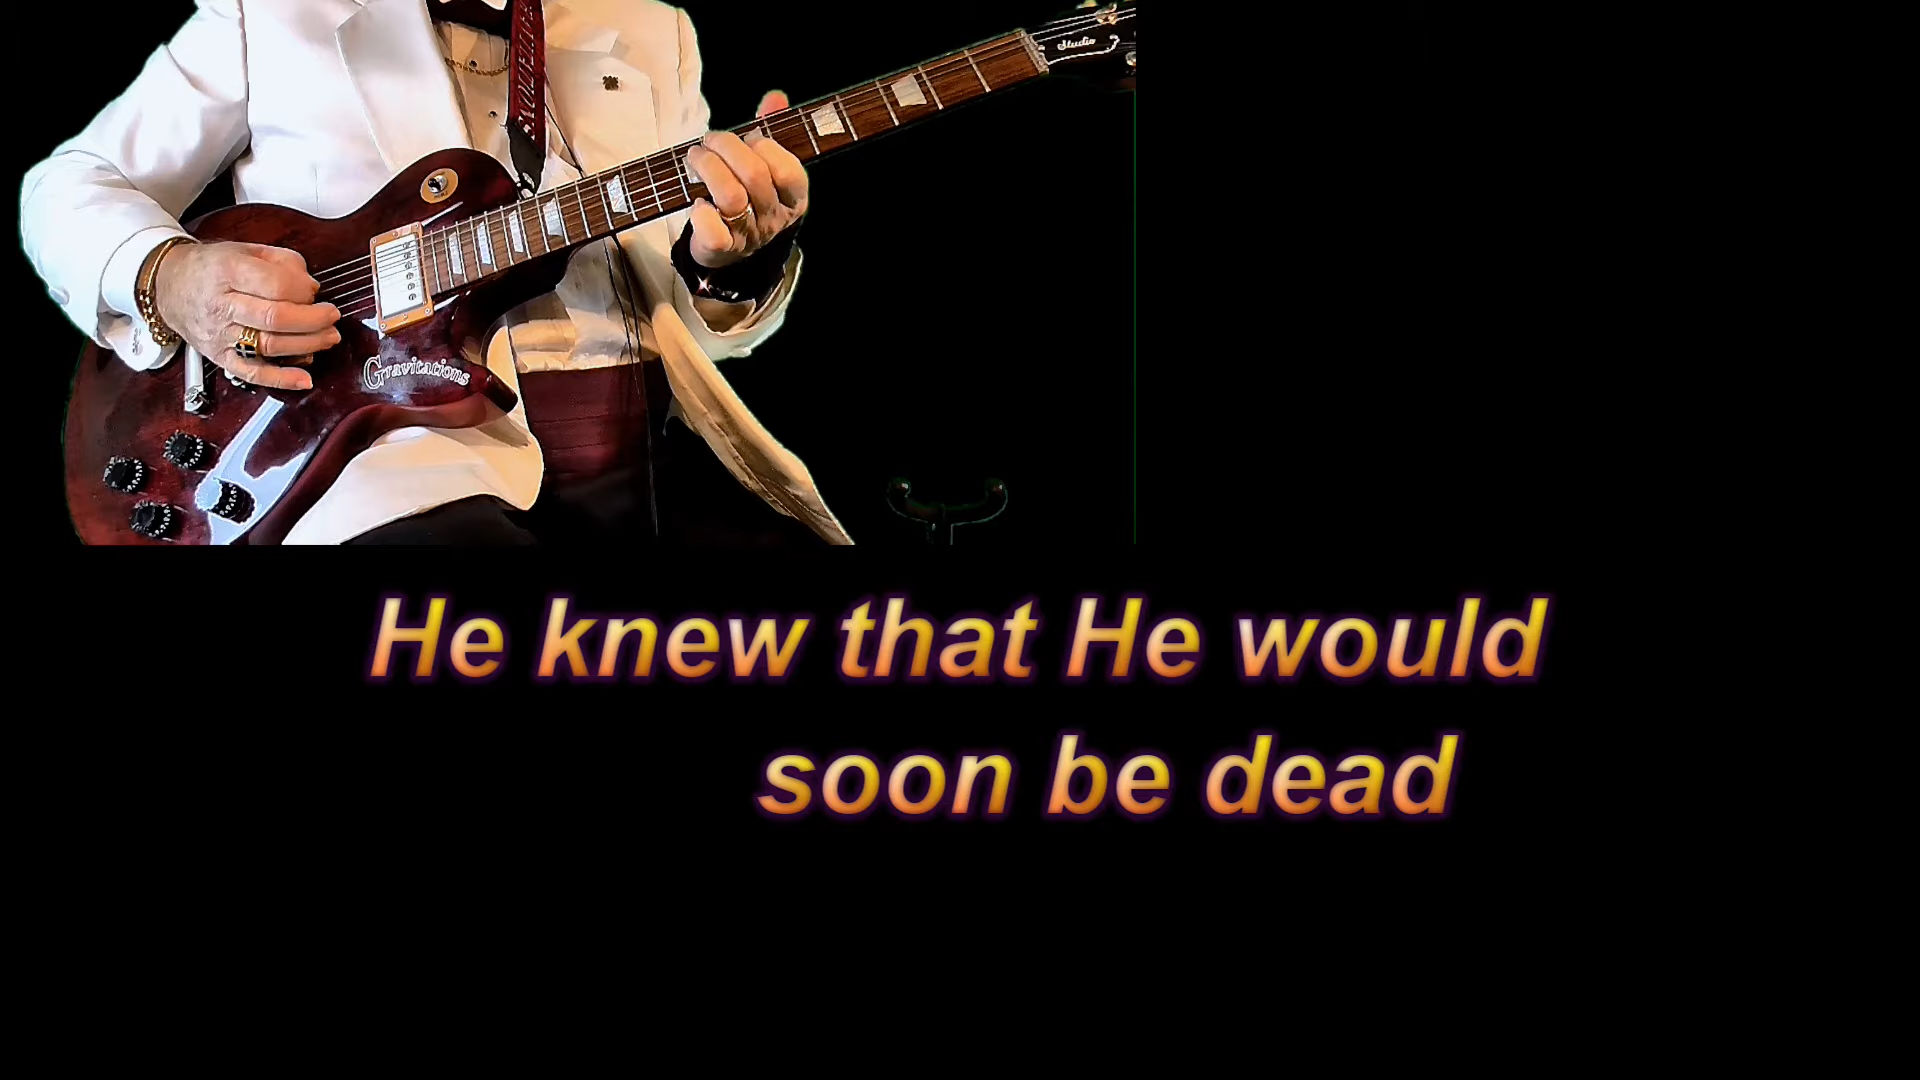 Studio
Gravitations
He knew that He would
soon be dead